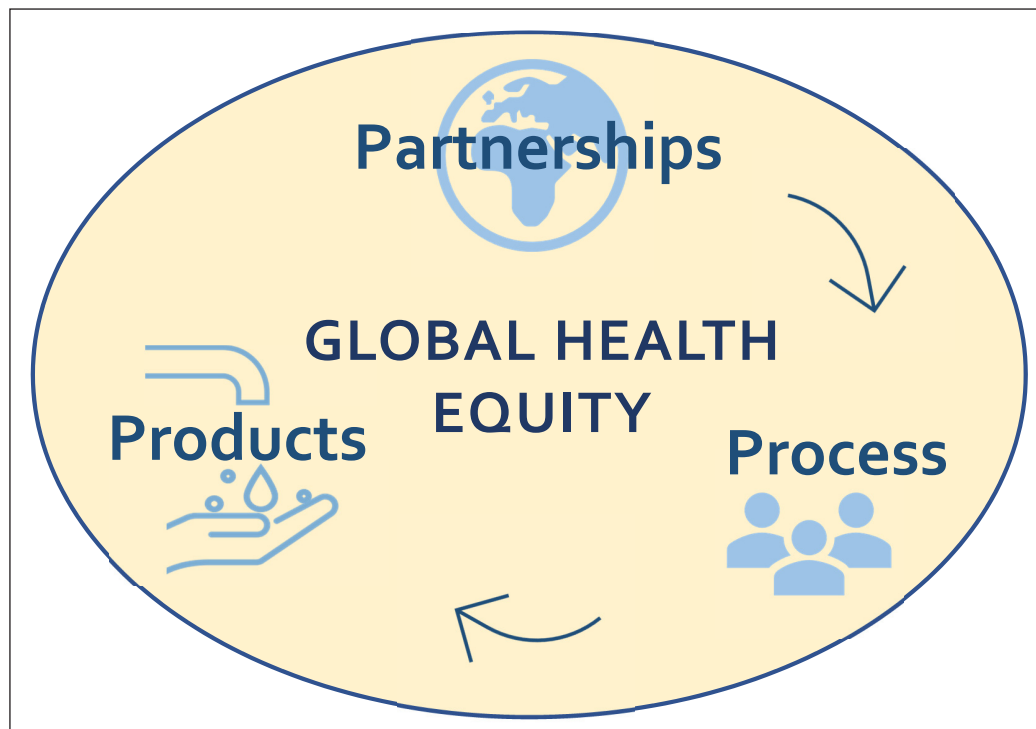 Partnerships
GLOBAL HEALTH
EQUITY
Products
Process